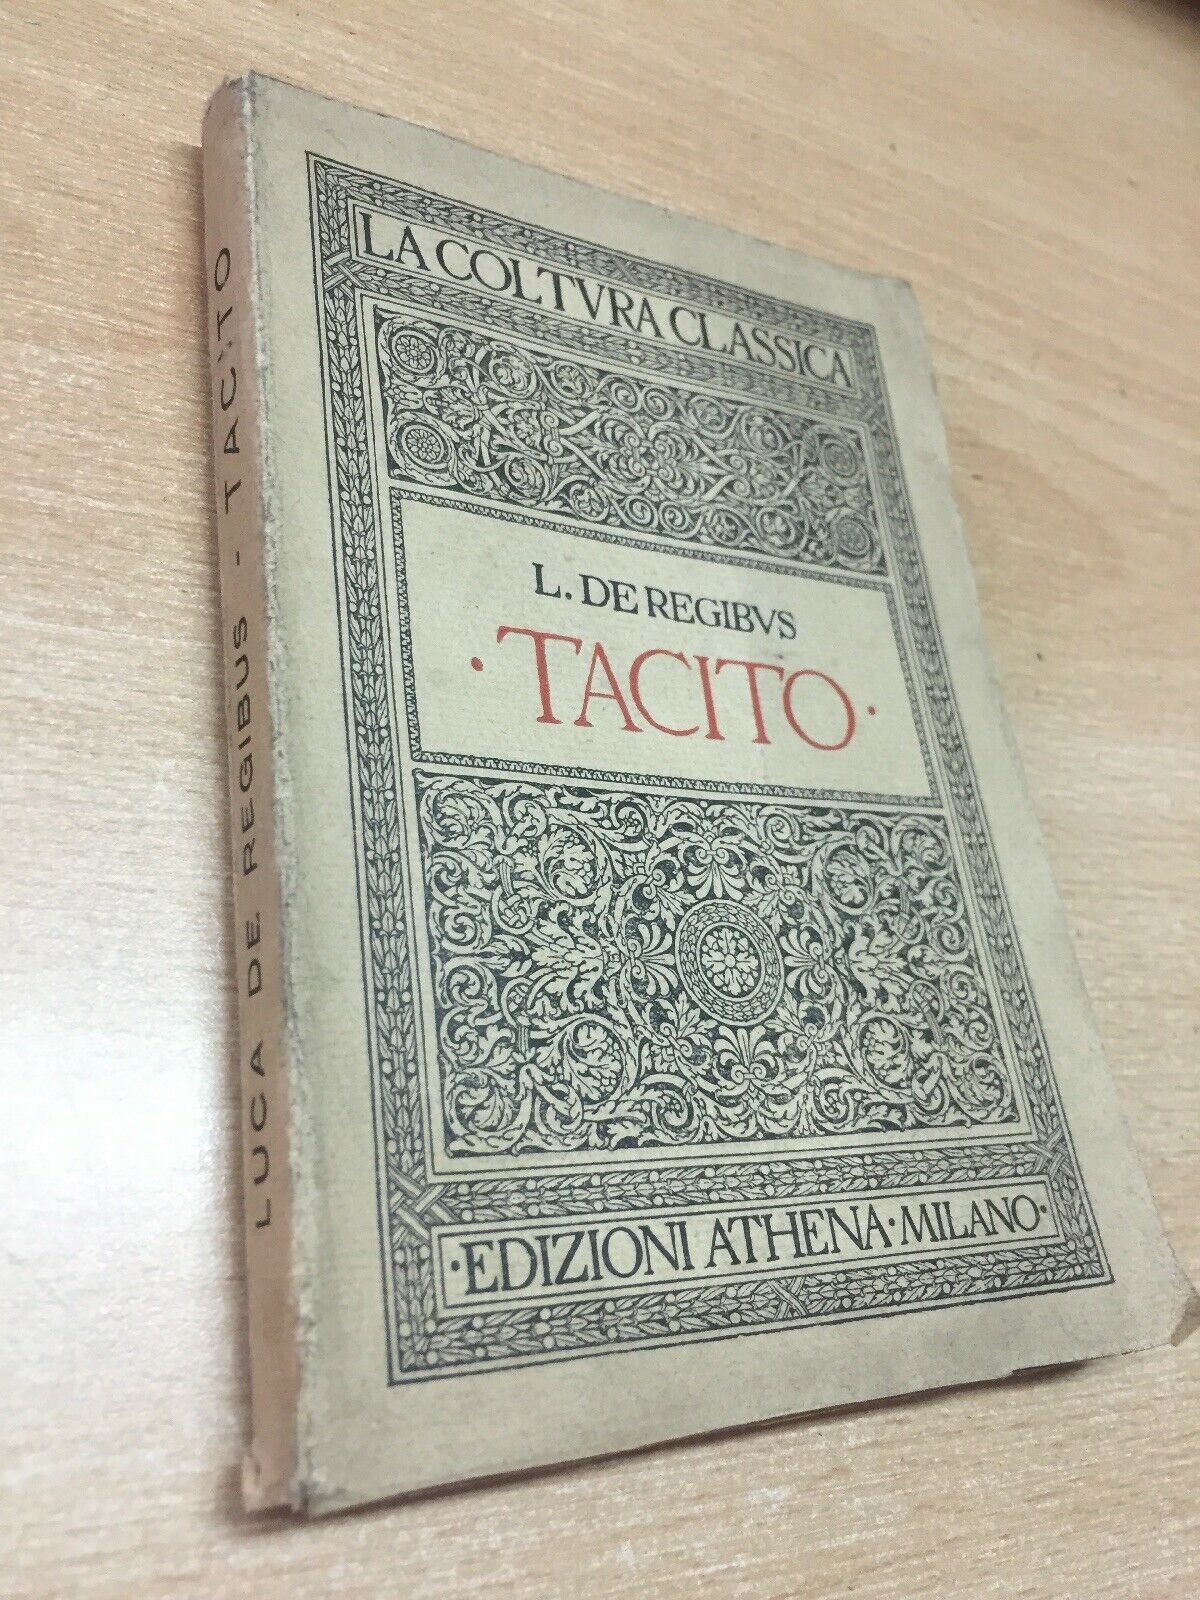 LA COLTVRA CLASSICA
L. DE REGIBVS
·TACITO·
·EDIZIONI ATHENA·MILANO·
LUCA DE REGIBUS - TACITO